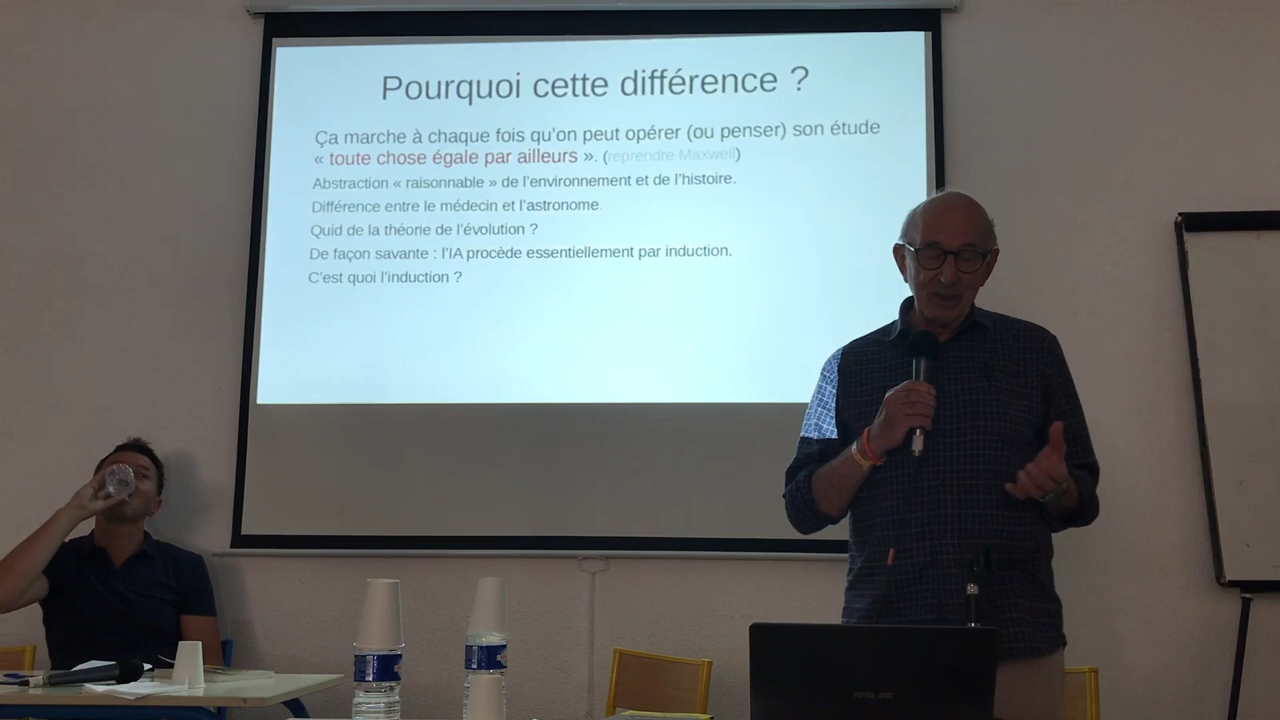 Pourquoi cette différence ?
Ça marche à chaque fois qu'on peut opérer (ou penser) son étude
« toute chose égale par ailleurs ». (reprendre Maxwell)
Abstraction « raisonnable » de l'environnement et de l'histoire.
Différence entre le médecin et l'astronome.
Quid de la théorie de l'évolution ?
De façon savante : l'IA procède essentiellement par induction.
C'est quoi l'induction ?